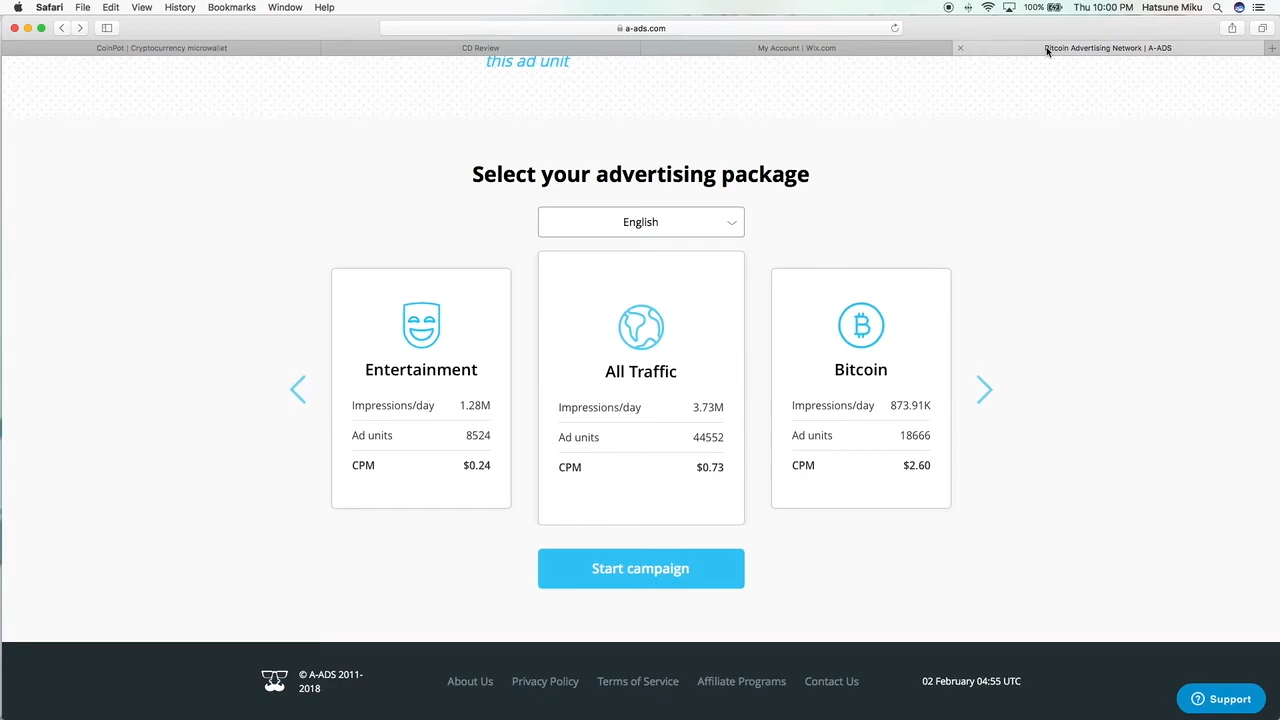 Safari File Edit View History Bookmarks Window Help 100% Thu 10:00 PM Hatsune Miku
a-ads.com
CoinPot | Cryptocurrency microwallet CD Review My Account | Wix.com Bitcoin Advertising Network | A-ADS
this ad unit
Select your advertising package
English
Entertainment
Impressions/day 1.28M
Ad units 8524
CPM $0.24
All Traffic
Impressions/day 3.73M
Ad units 44552
CPM $0.73
Bitcoin
Impressions/day 873.91K
Ad units 18666
CPM $2.60
Start campaign
© A-ADS 2011-
2018
About Us Privacy Policy Terms of Service Affiliate Programs Contact Us
02 February 04:55 UTC
Support